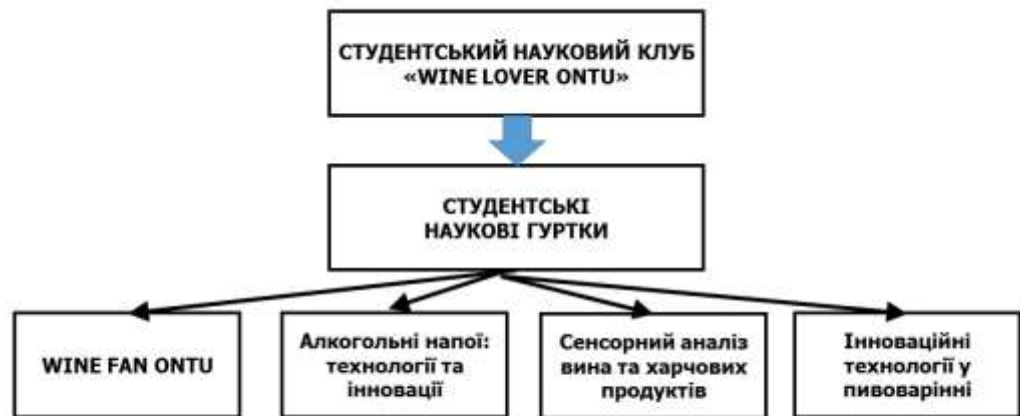 СТУДЕНТСЬКИЙ НАУКОВИЙ КЛУБ
«WINE LOVER ONTU»
СТУДЕНТСЬКІ
НАУКОВІ ГУРТКИ
WINE FAN ONTU
Алкогольні напої:
технології та
інновації
Сенсорний аналіз
вина та харчових
продуктів
Інноваційні
технології у
пивоварінні